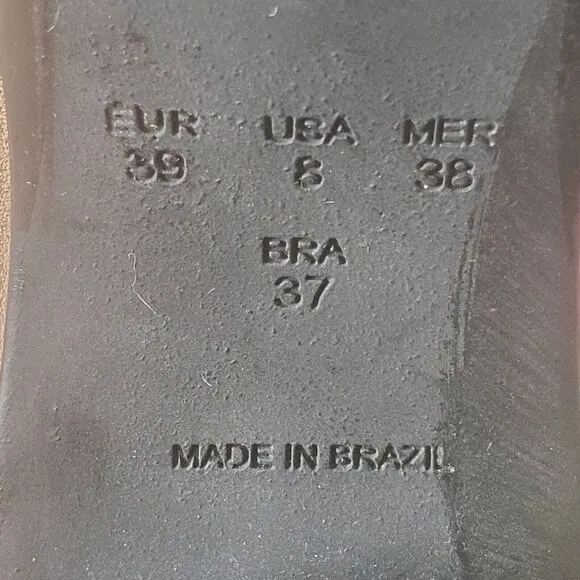 EUR USA MER
39 8 38
BRA
37
MADE IN BRAZIL